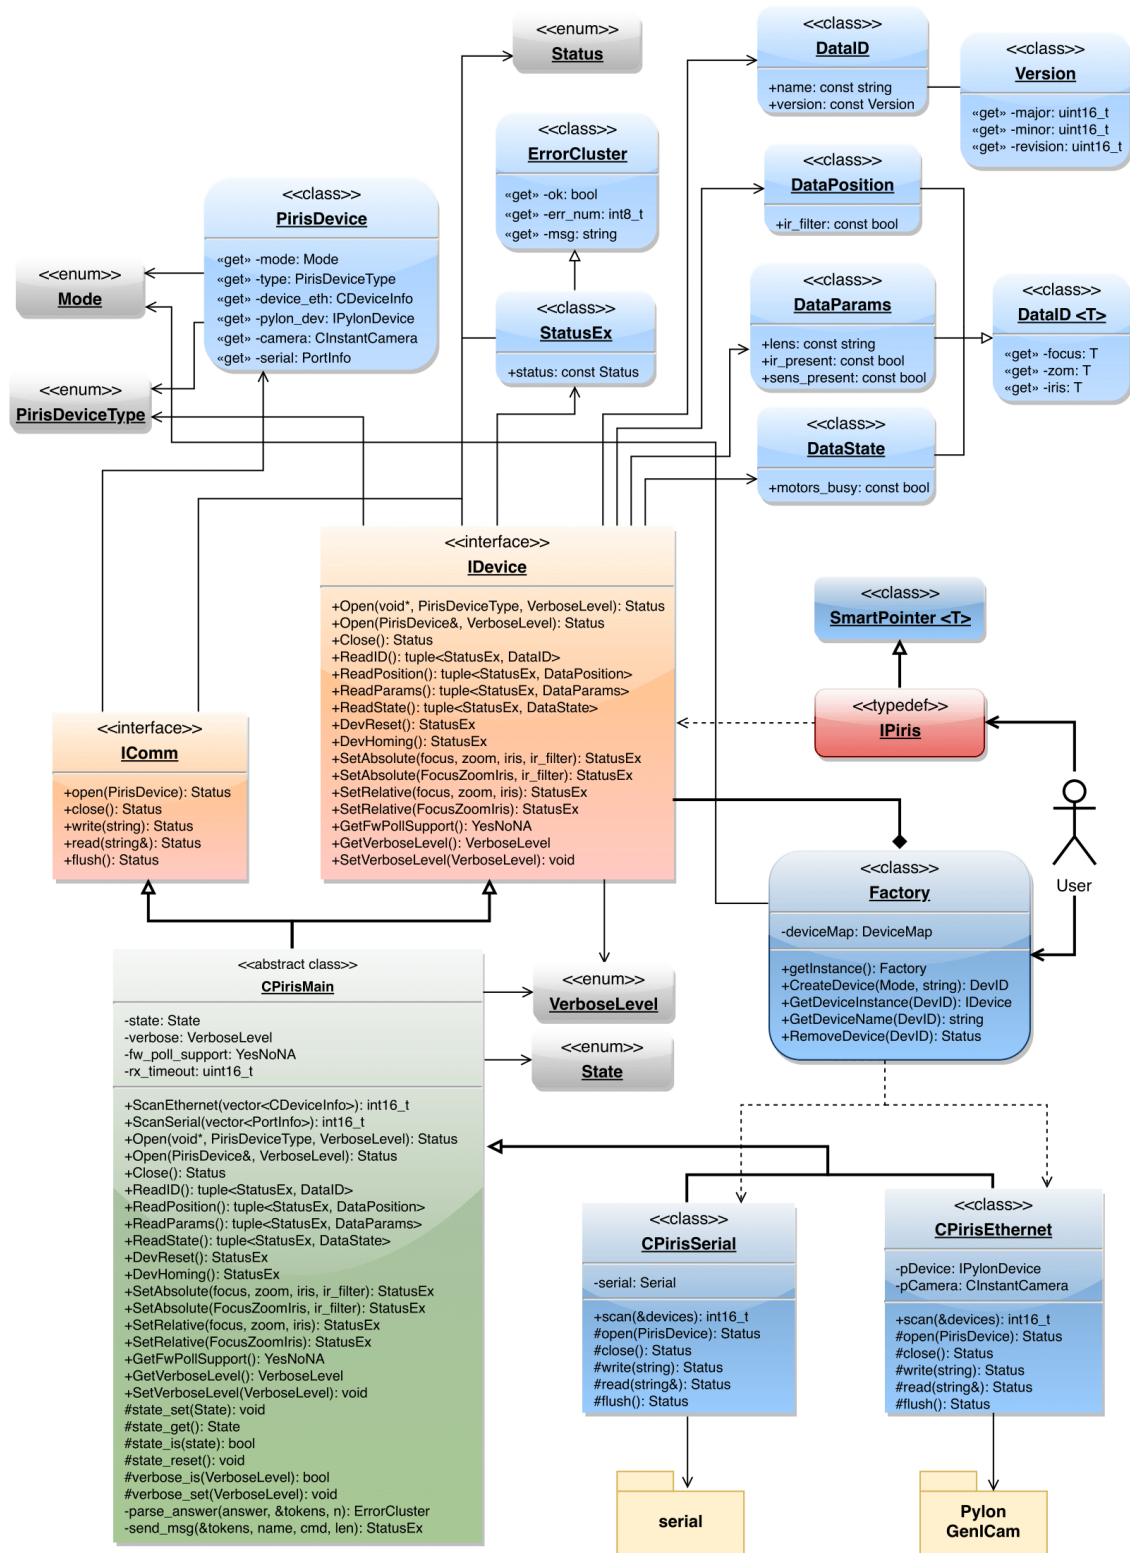 <<enum>>
Status
<<class>>
DataID
+name: const string
+version: const Version
<<class>>
Version
«get» -major: uint16_t
«get» -minor: uint16_t
«get» -revision: uint16_t
<<class>>
ErrorCluster
«get» -ok: bool
«get» -err_num: int8_t
«get» -msg: string
<<class>>
DataPosition
+ir_filter: const bool
<<class>>
PirisDevice
«get» -mode: Mode
«get» -type: PirisDeviceType
«get» -device_eth: CDeviceInfo
«get» -pylon_dev: IPylonDevice
«get» -camera: CInstantCamera
«get» -serial: PortInfo
<<enum>>
Mode
<<enum>>
PirisDeviceType
<<class>>
StatusEx
+status: const Status
<<class>>
DataParams
+lens: const string
+ir_present: const bool
+sens_present: const bool
<<class>>
DataID <T>
«get» -focus: T
«get» -zom: T
«get» -iris: T
<<class>>
DataState
+motors_busy: const bool
<<interface>>
IDevice
+Open(void*, PirisDeviceType, VerboseLevel): Status
+Open(PirisDevice&, VerboseLevel): Status
+Close(): Status
+ReadID(): tuple<StatusEx, DataID>
+ReadPosition(): tuple<StatusEx, DataPosition>
+ReadParams(): tuple<StatusEx, DataParams>
+ReadState(): tuple<StatusEx, DataState>
+DevReset(): StatusEx
+DevHoming(): StatusEx
+SetAbsolute(focus, zoom, iris, ir_filter): StatusEx
+SetAbsolute(FocusZoomIris, ir_filter): StatusEx
+SetRelative(focus, zoom, iris): StatusEx
+SetRelative(FocusZoomIris): StatusEx
+GetFwPollSupport(): YesNoNA
+GetVerboseLevel(): VerboseLevel
+SetVerboseLevel(VerboseLevel): void
<<class>>
SmartPointer <T>
<<typedef>>
IPiris
User
<<interface>>
IComm
+open(PirisDevice): Status
+close(): Status
+write(string): Status
+read(string&): Status
+flush(): Status
<<class>>
Factory
-deviceMap: DeviceMap
+getInstance(): Factory
+CreateDevice(Mode, string): DevID
+GetDeviceInstance(DevID): IDevice
+GetDeviceName(DevID): string
+RemoveDevice(DevID): Status
<<abstract class>>
CPirisMain
-state: State
-verbose: VerboseLevel
-fw_poll_support: YesNoNA
-rx_timeout: uint16_t
+ScanEthernet(vector<CDeviceInfo>): int16_t
+ScanSerial(vector<PortInfo>): int16_t
+Open(void*, PirisDeviceType, VerboseLevel): Status
+Open(PirisDevice&, VerboseLevel): Status
+Close(): Status
+ReadID(): tuple<StatusEx, DataID>
+ReadPosition(): tuple<StatusEx, DataPosition>
+ReadParams(): tuple<StatusEx, DataParams>
+ReadState(): tuple<StatusEx, DataState>
+DevReset(): StatusEx
+DevHoming(): StatusEx
+SetAbsolute(focus, zoom, iris, ir_filter): StatusEx
+SetAbsolute(FocusZoomIris, ir_filter): StatusEx
+SetRelative(focus, zoom, iris): StatusEx
+SetRelative(FocusZoomIris): StatusEx
+GetFwPollSupport(): YesNoNA
+GetVerboseLevel(): VerboseLevel
+SetVerboseLevel(VerboseLevel): void
#state_set(State): void
#state_get(): State
#state_is(state): bool
#state_reset(): void
#verbose_is(VerboseLevel): bool
#verbose_set(VerboseLevel): void
-parse_answer(answer, &tokens, n): ErrorCluster
-send_msg(&tokens, name, cmd, len): StatusEx
<<enum>>
VerboseLevel
<<enum>>
State
<<class>>
CPirisSerial
-serial: Serial
+scan(&devices): int16_t
#open(PirisDevice): Status
#close(): Status
#write(string): Status
#read(string&): Status
#flush(): Status
<<class>>
CPirisEthernet
-pDevice: IPylonDevice
-pCamera: CInstantCamera
+scan(&devices): int16_t
#open(PirisDevice): Status
#close(): Status
#write(string): Status
#read(string&): Status
#flush(): Status
serial
Pylon
GenICam